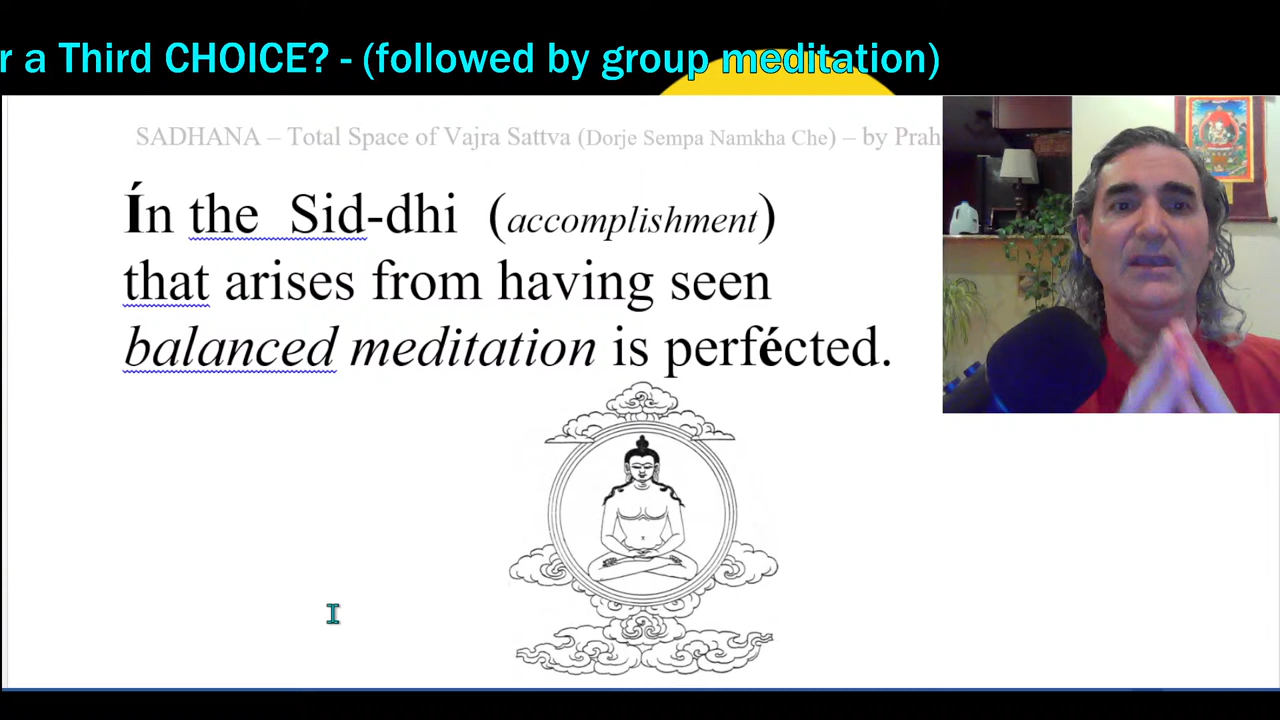 r a Third CHOICE? - (followed by group meditation)
SADHANA – Total Space of Vajra Sattva (Dorje Sempa Namkha Che) – by Prah
Ín the Sid-dhi (accomplishment)
that arises from having seen
balanced meditation is perfécted.